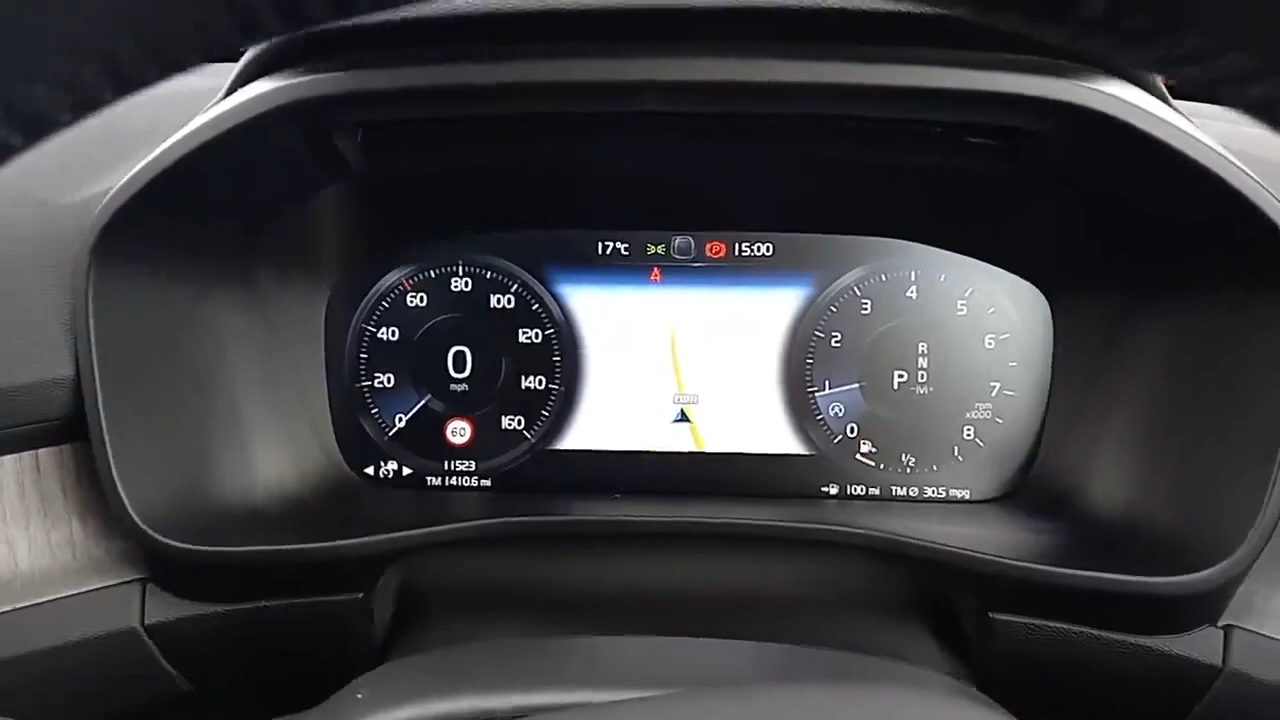 17°C 15:00
0 20 40 60 80 100 120 140 160
0
mph
60
11523
TM 1410.6 mi
0 1 2 3 4 5 6 7 8
R
N
D
P
rpm
x1000
1/2
100 mi TM Ø 30.5 mpg